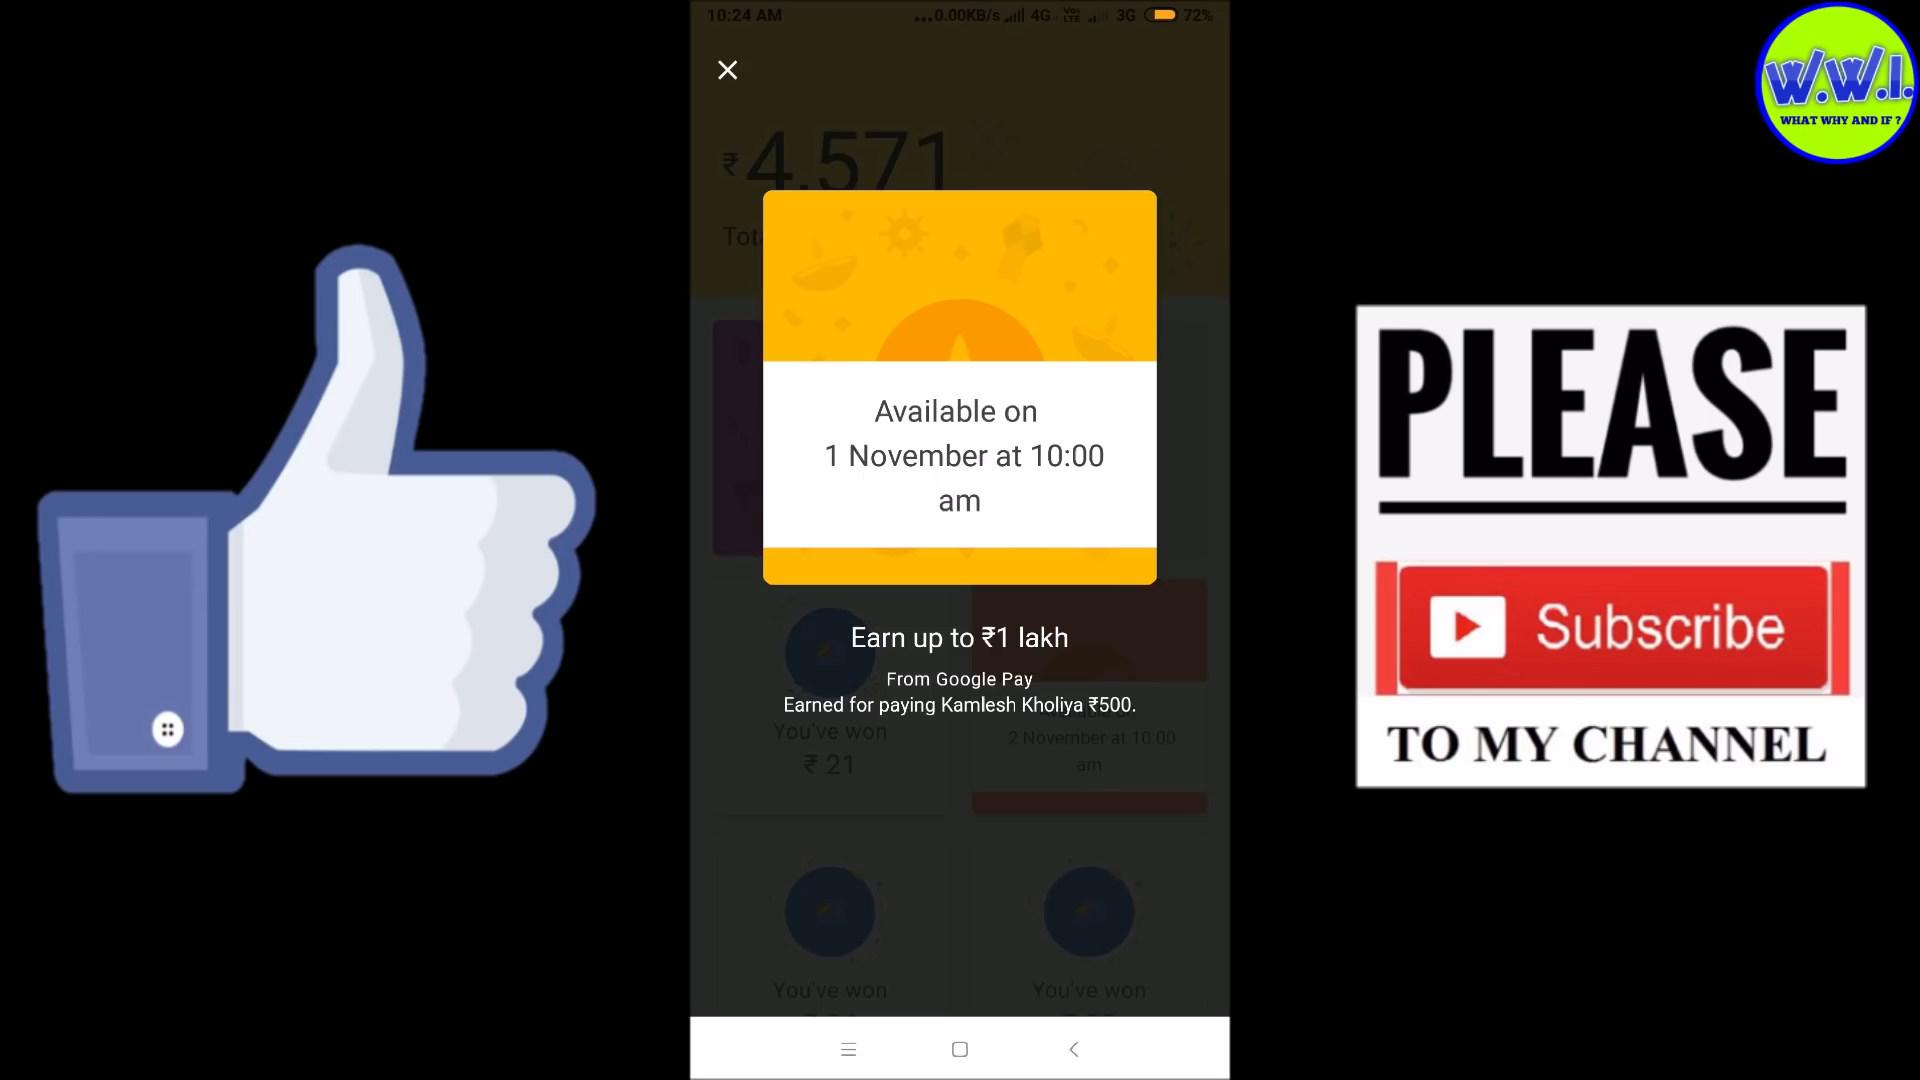 10:24 AM
...0.00KB/s 4G VoLTE 3G 72%
₹4,571
W.W.I.
WHAT WHY AND IF ?
Available on
1 November at 10:00
am
Earn up to ₹1 lakh
From Google Pay
Earned for paying Kamlesh Kholiya ₹500.
You've won
₹ 21
2 November at 10:00
am
You've won
You've won
PLEASE
Subscribe
TO MY CHANNEL